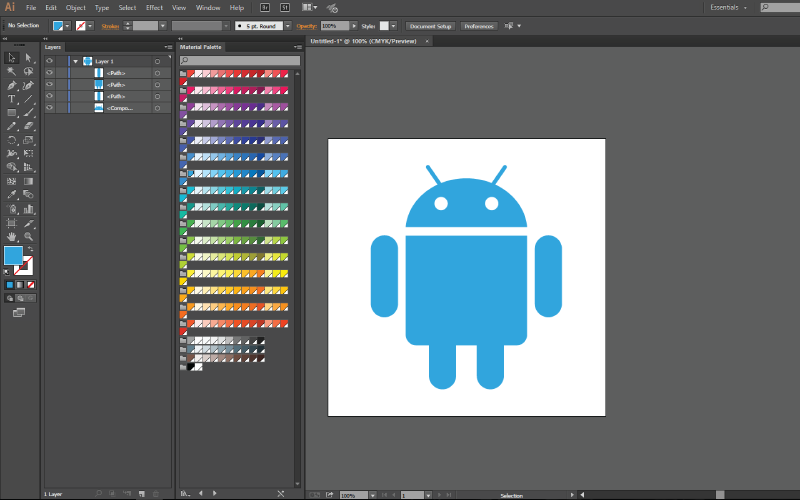 Ai File Edit Object Type Select Effect View Window Help Br St Essentials
No Selection Stroke: 5 pt. Round Opacity: 100% Style: Document Setup Preferences
Layers
Material Palette
Untitled-1* @ 100% (CMYK/Preview) ×
Layer 1
<Path>
<Path>
<Path>
<Compo...
1 Layer
100% 1 Selection